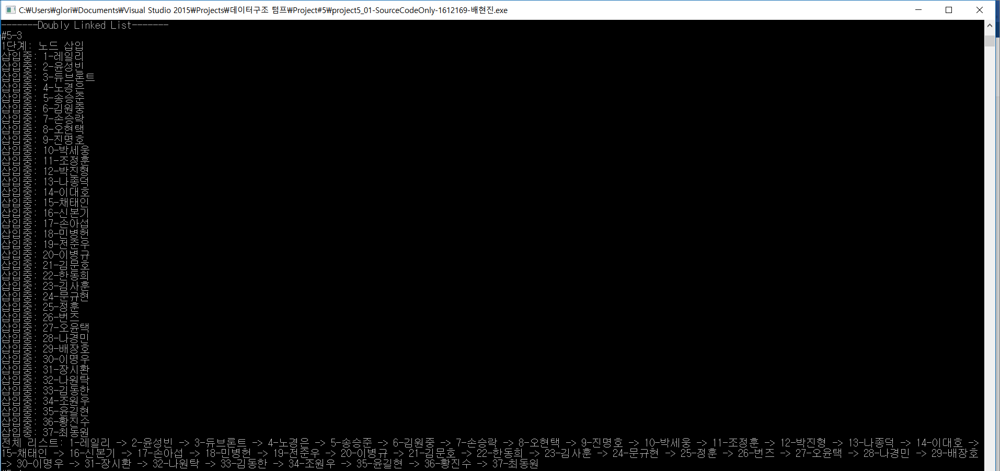 C:₩Users₩glori₩Documents₩Visual Studio 2015₩Projects₩데이터구조 텀프₩Project#5₩project5_01-SourceCodeOnly-1612169-배현진.exe
-------Doubly Linked List-------
#5-3
1단계: 노드 삽입
삽입중: 1-레일리
삽입중: 2-윤성빈
삽입중: 3-듀브론트
삽입중: 4-노경은
삽입중: 5-송승준
삽입중: 6-김원중
삽입중: 7-손승락
삽입중: 8-오현택
삽입중: 9-진명호
삽입중: 10-박세웅
삽입중: 11-조정훈
삽입중: 12-박진형
삽입중: 13-나종덕
삽입중: 14-이대호
삽입중: 15-채태인
삽입중: 16-신본기
삽입중: 17-손아섭
삽입중: 18-민병헌
삽입중: 19-전준우
삽입중: 20-이병규
삽입중: 21-김문호
삽입중: 22-한동희
삽입중: 23-김사훈
삽입중: 24-문규현
삽입중: 25-정훈
삽입중: 26-번즈
삽입중: 27-오윤택
삽입중: 28-나경민
삽입중: 29-배장호
삽입중: 30-이명우
삽입중: 31-장시환
삽입중: 32-나원탁
삽입중: 33-김동한
삽입중: 34-조원우
삽입중: 35-윤길현
삽입중: 36-황진수
삽입중: 37-최동원
전체 리스트: 1-레일리 -> 2-윤성빈 -> 3-듀브론트 -> 4-노경은 -> 5-송승준 -> 6-김원중 -> 7-손승락 -> 8-오현택 -> 9-진명호 -> 10-박세웅 -> 11-조정훈 -> 12-박진형 -> 13-나종덕 -> 14-이대호 ->
15-채태인 -> 16-신본기 -> 17-손아섭 -> 18-민병헌 -> 19-전준우 -> 20-이병규 -> 21-김문호 -> 22-한동희 -> 23-김사훈 -> 24-문규현 -> 25-정훈 -> 26-번즈 -> 27-오윤택 -> 28-나경민 -> 29-배장호
-> 30-이명우 -> 31-장시환 -> 32-나원탁 -> 33-김동한 -> 34-조원우 -> 35-윤길현 -> 36-황진수 -> 37-최동원